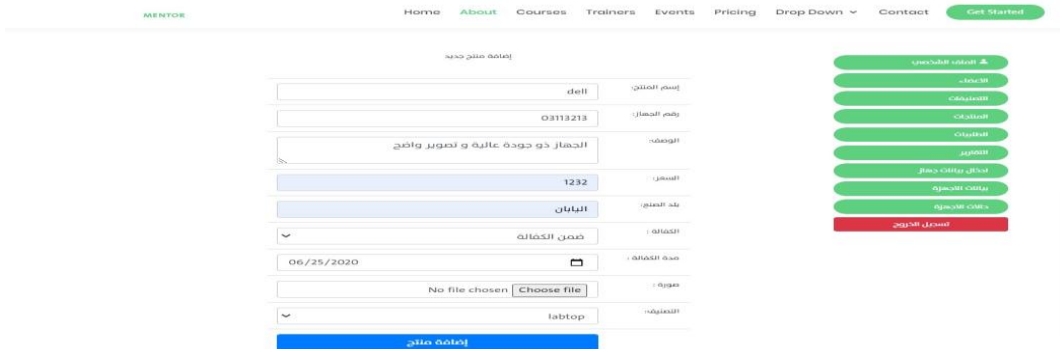 MENTOR
Home About Courses Trainers Events Pricing Drop Down Contact Get Started
إضافة منتج جديد
إسم المنتج: dell
رقم الجهاز: 03113213
الوصف: الجهاز ذو جودة عالية و تصوير واضح
السعر: 1232
بلد الصنع: اليابان
الكفالة : ضمن الكفالة
مدة الكفالة : 06/25/2020
صورة : Choose file No file chosen
التصنيف: labtop
إضافة منتج
الملف الشخصي
الاعضاء
التصنيفات
المنتجات
الطلبيات
التقارير
ادخال بيانات جهاز
بيانات الاجهزة
حالات الاجهزة
تسجيل الخروج